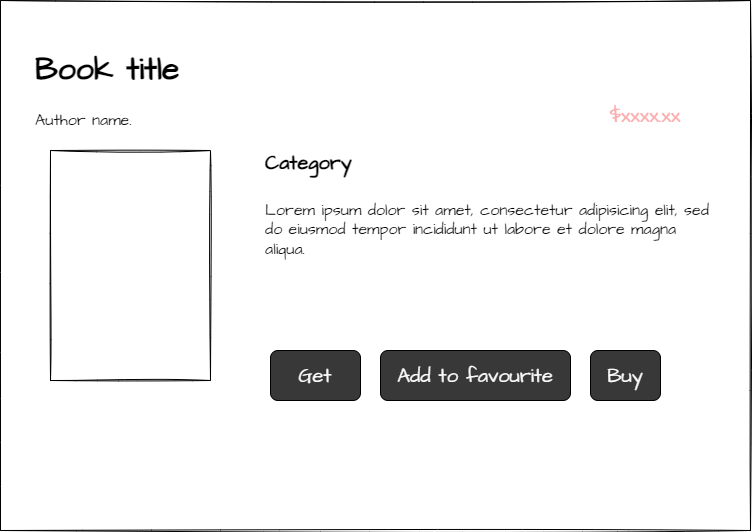 Book title
Author name.
$xxxx.xx
Category
Lorem ipsum dolor sit amet, consectetur adipisicing elit, sed
do eiusmod tempor incididunt ut labore et dolore magna
aliqua.
Get
Add to favourite
Buy